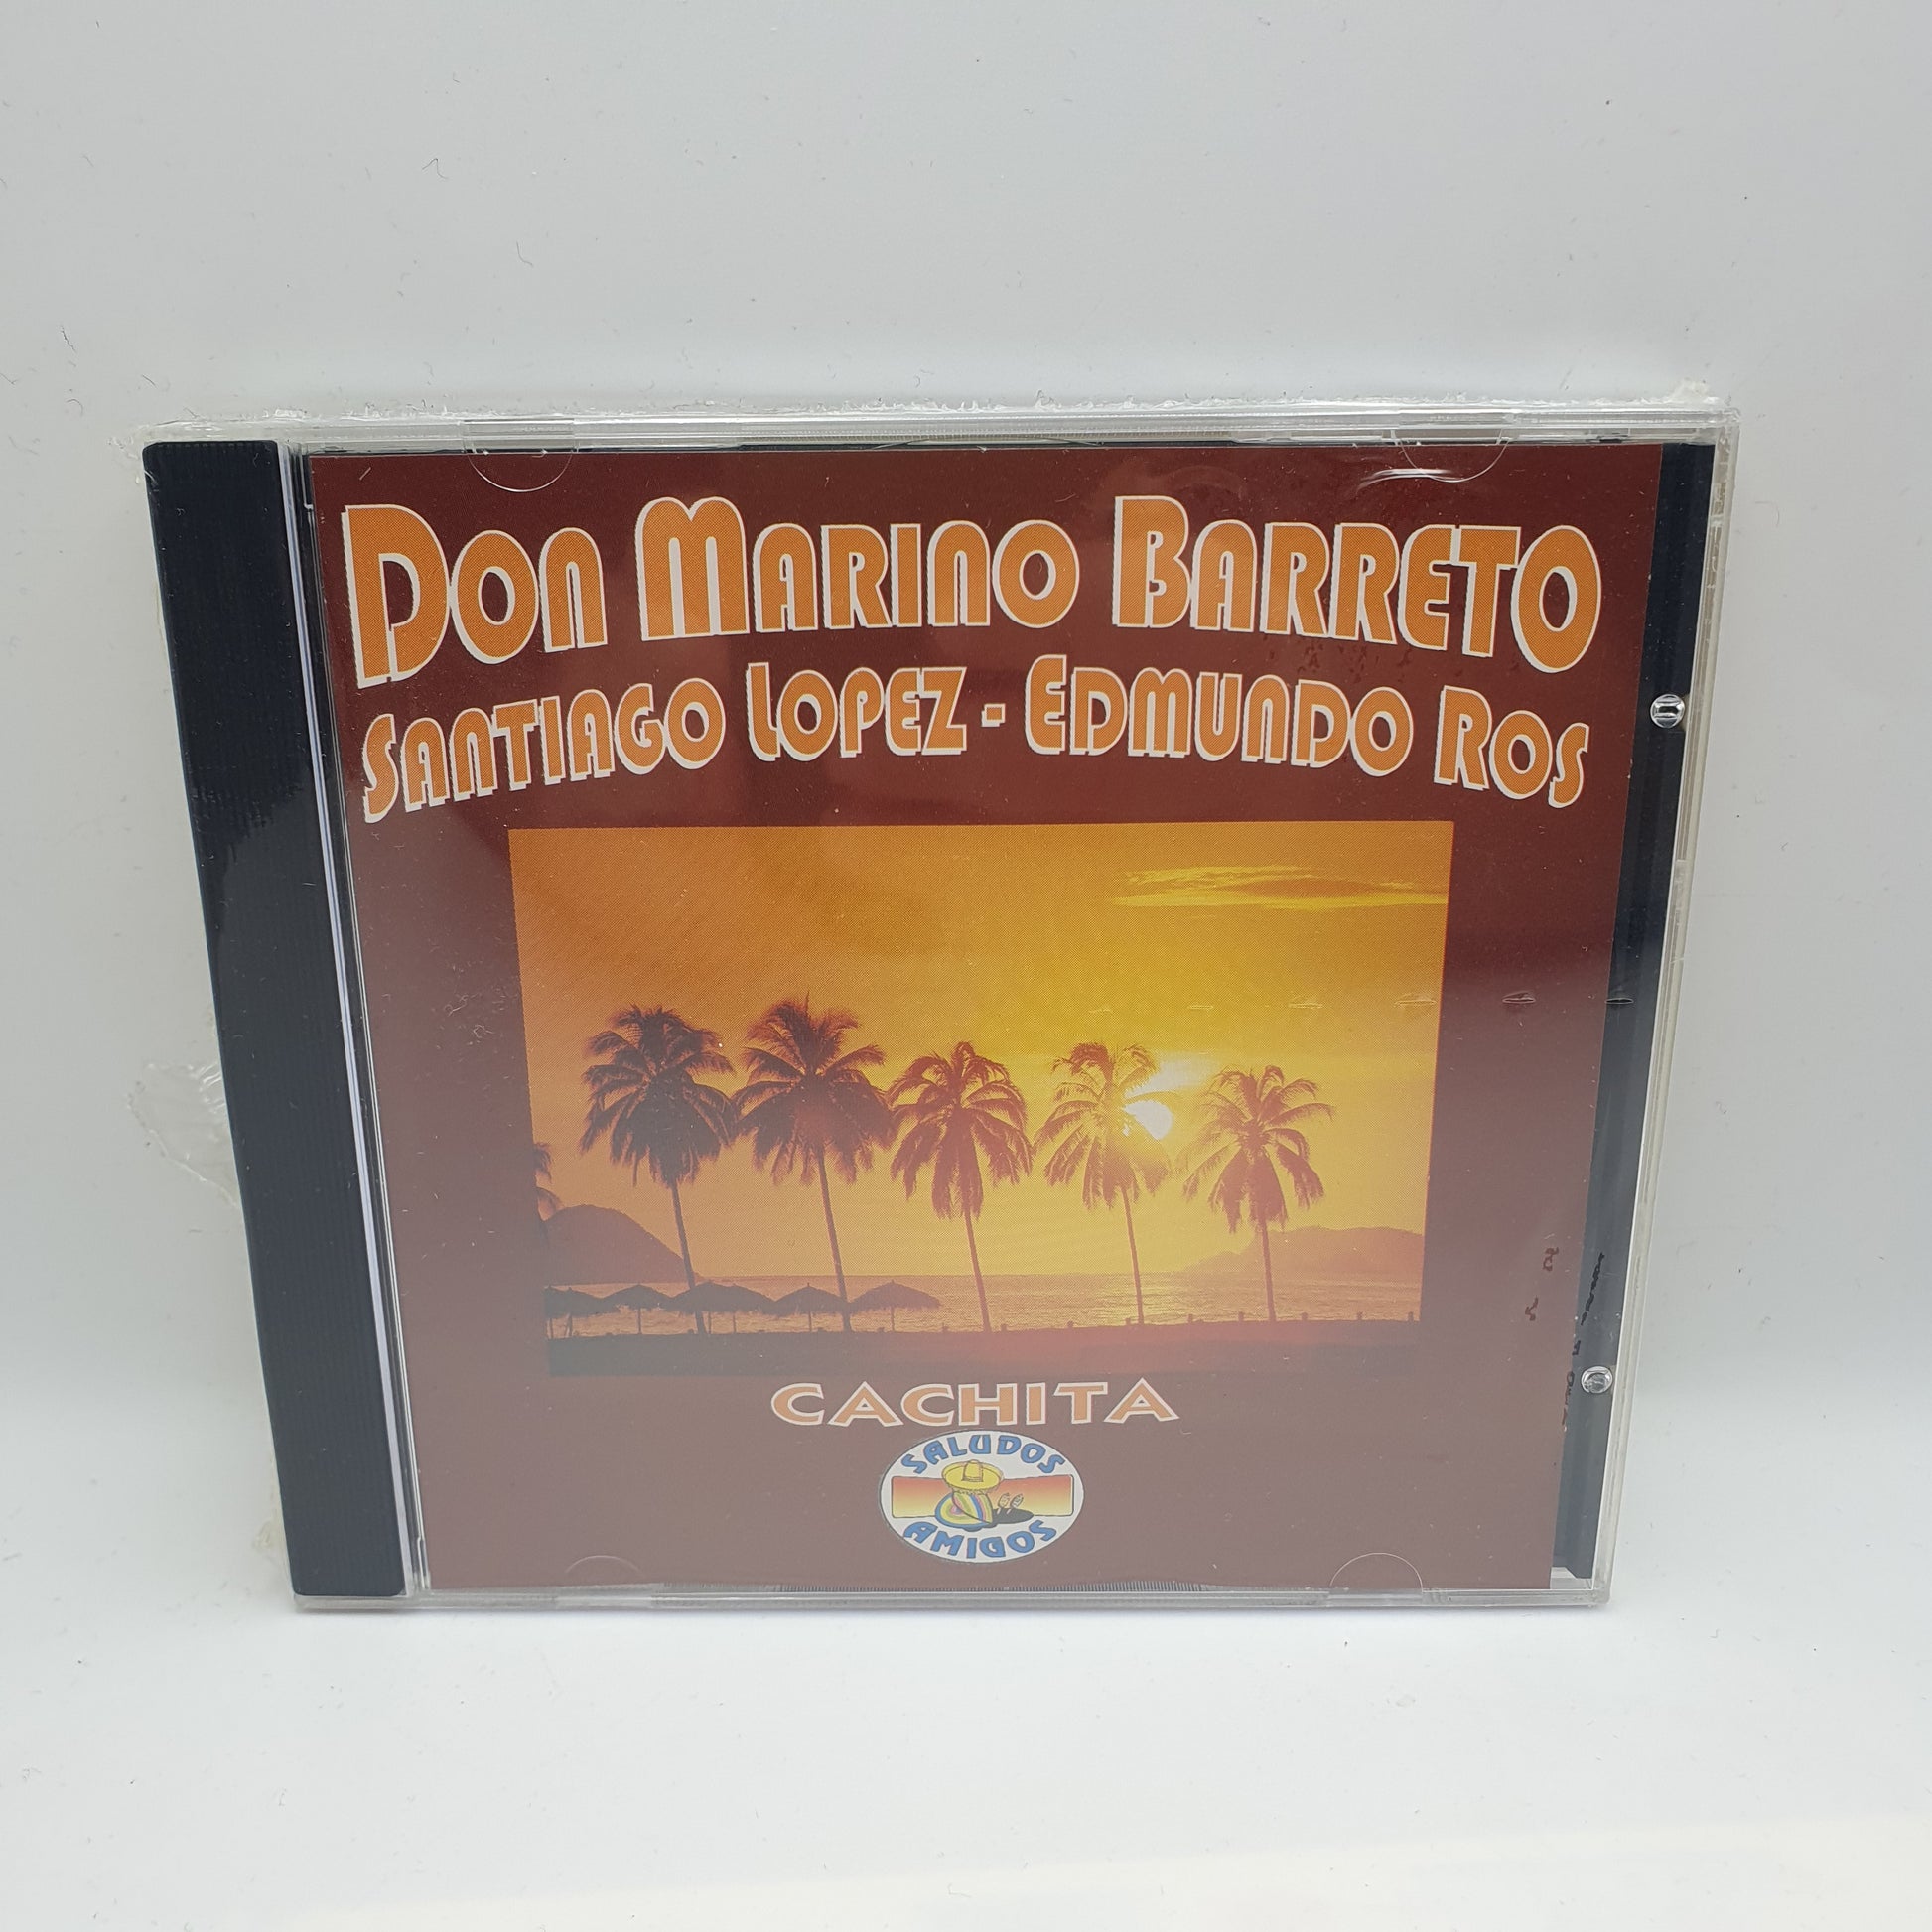 DON MARINO BARRETO
SANTIAGO LOPEZ - EDMUNDO ROS
CACHITA
SALUDOS
AMIGOS